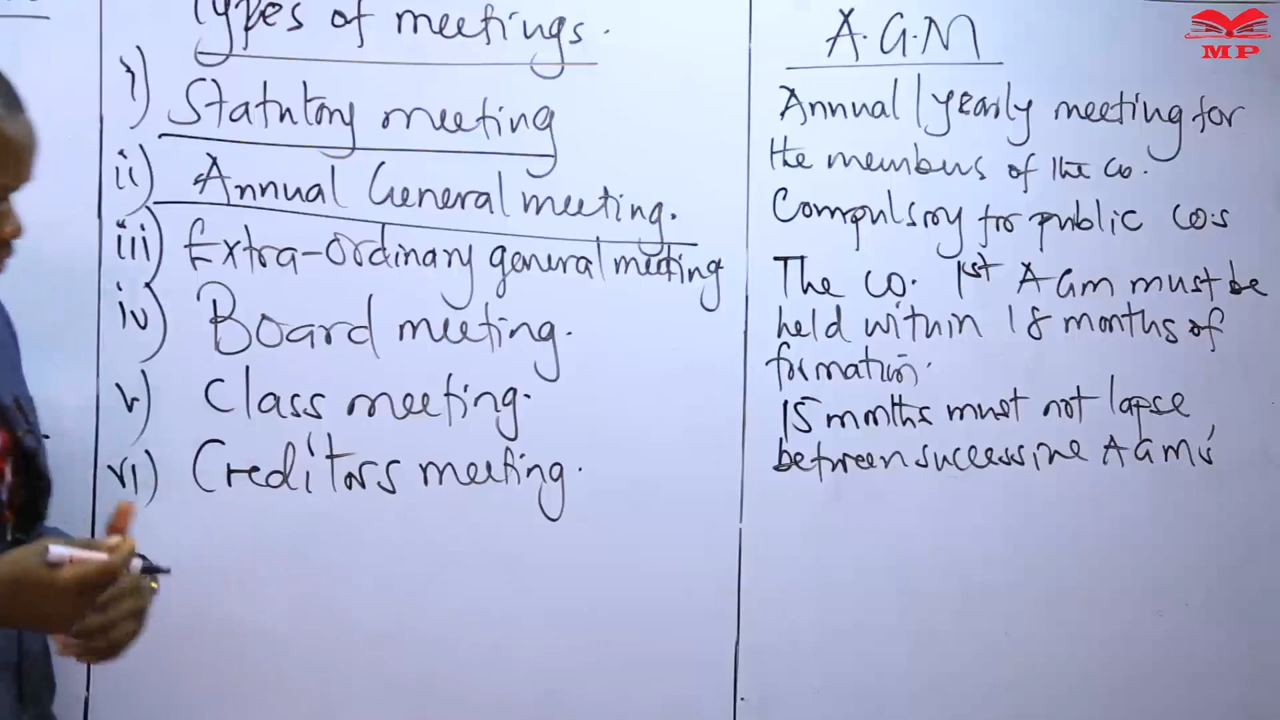 Types of meetings.
i) Statutory meeting
ii) Annual General meeting.
iii) Extra-ordinary general meeting
iv) Board meeting.
v) Class meeting.
vi) Creditors meeting.
A.G.M
Annual / yearly meeting for
the members of the Co.
Compulsory for public co.s
The co. 1st AGM must be
held within 18 months of
formation.
15 months must not lapse
between successive AGMs
MP